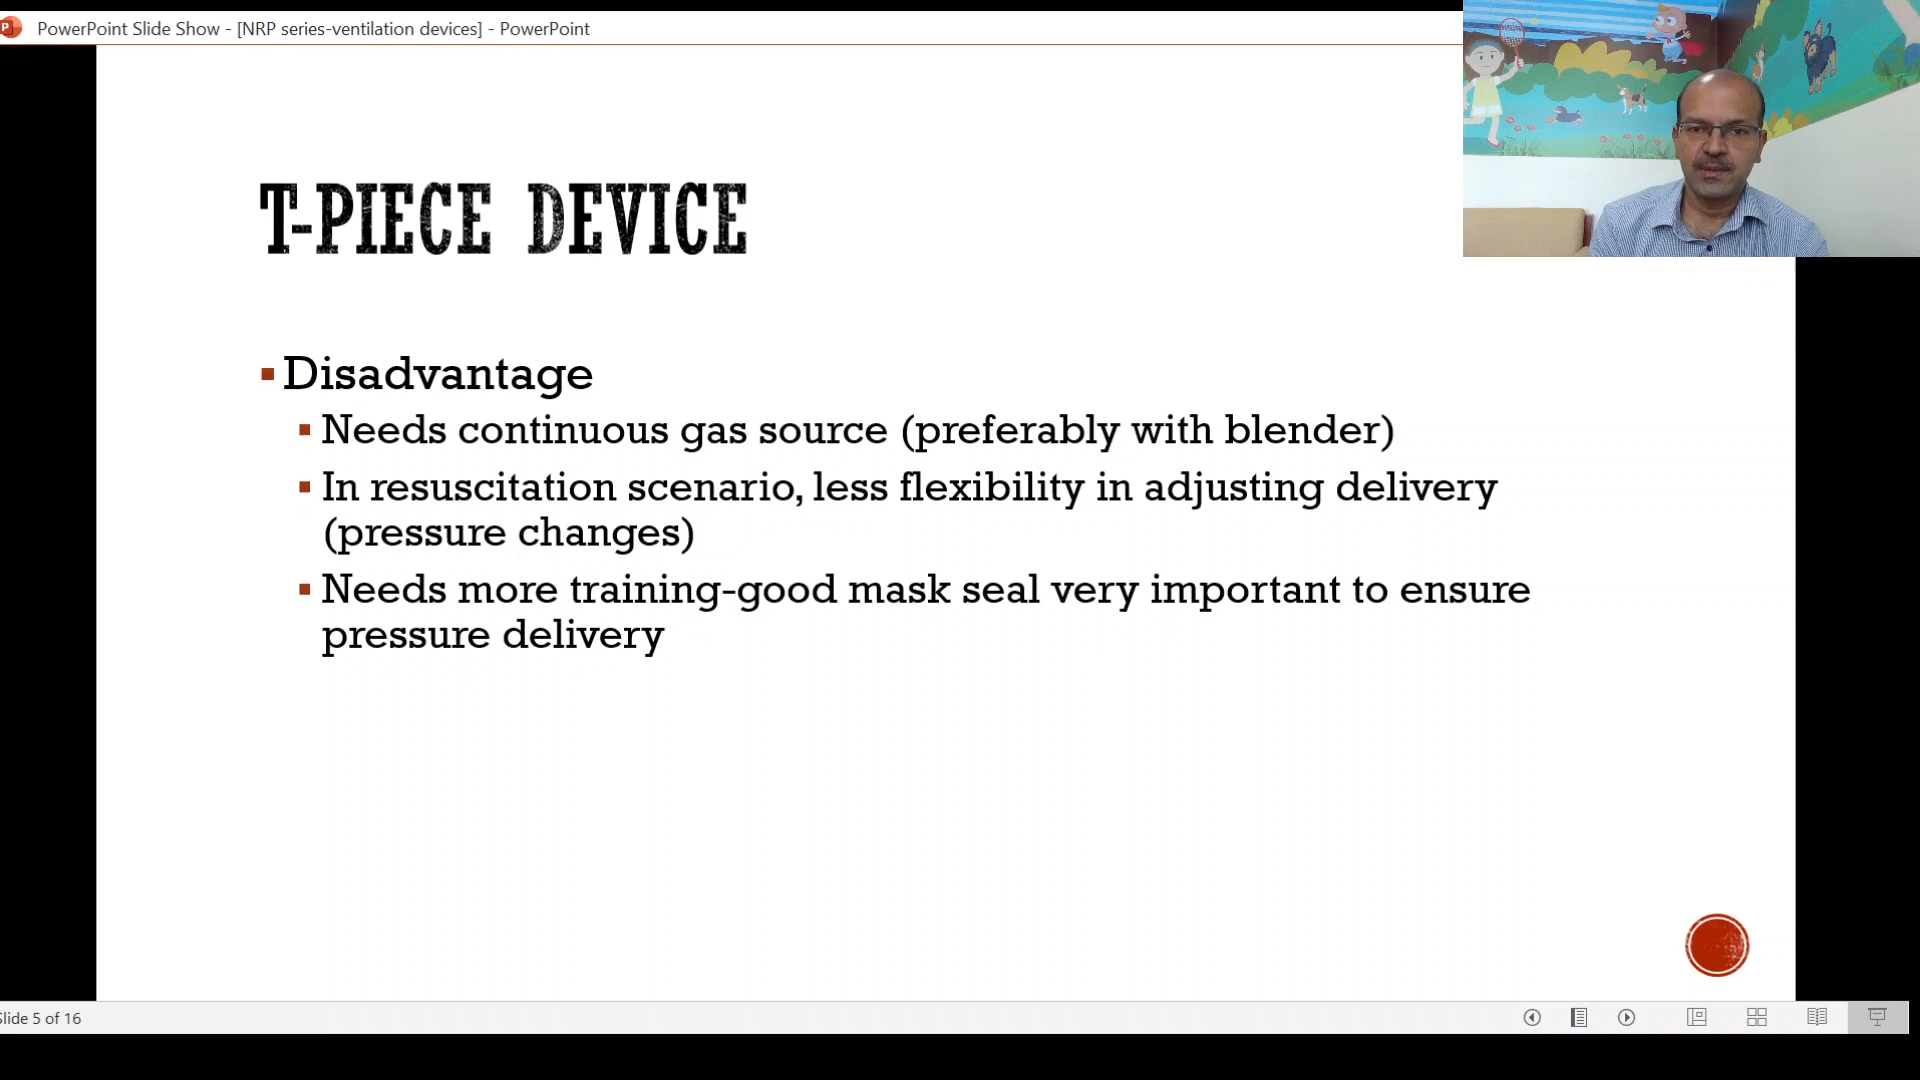 PowerPoint Slide Show - [NRP series-ventilation devices] - PowerPoint
T-PIECE DEVICE
Disadvantage
Needs continuous gas source (preferably with blender)
In resuscitation scenario, less flexibility in adjusting delivery
(pressure changes)
Needs more training-good mask seal very important to ensure
pressure delivery
Slide 5 of 16